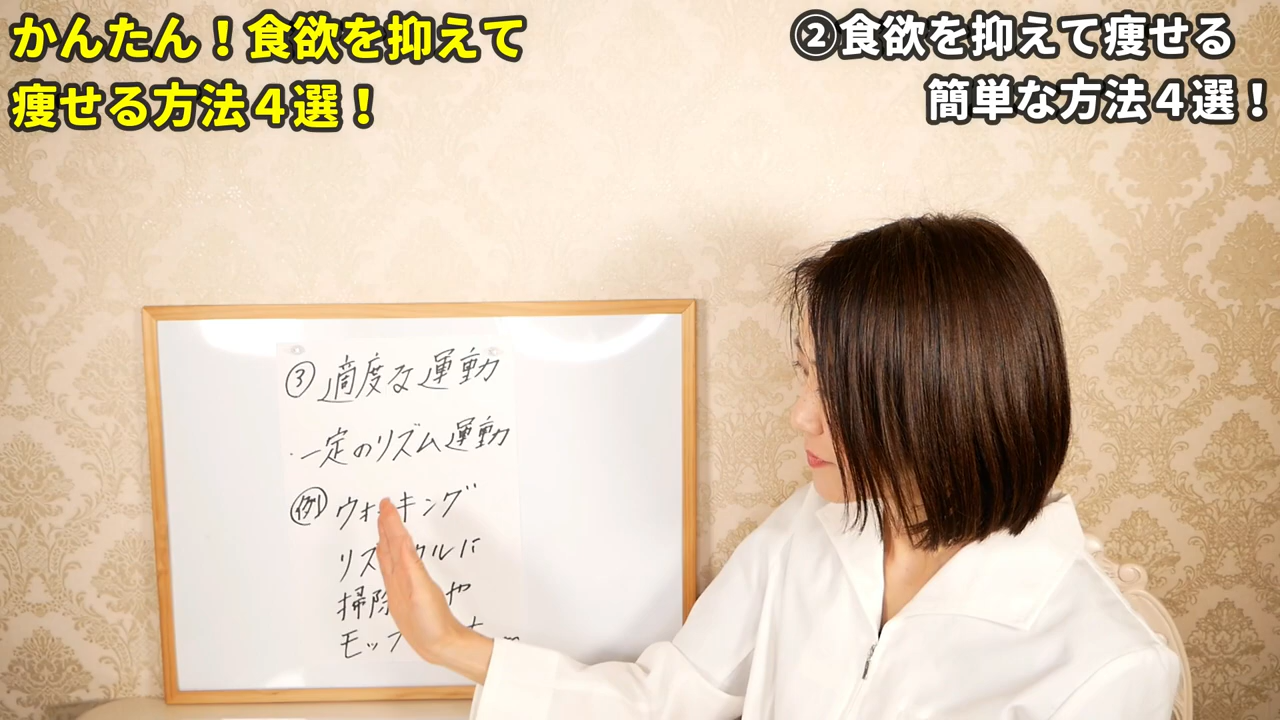 かんたん！食欲を抑えて
痩せる方法４選！
②食欲を抑えて痩せる
簡単な方法４選！
③適度な運動
・一定のリズム運動
例 ウォーキング
掃除
モップ